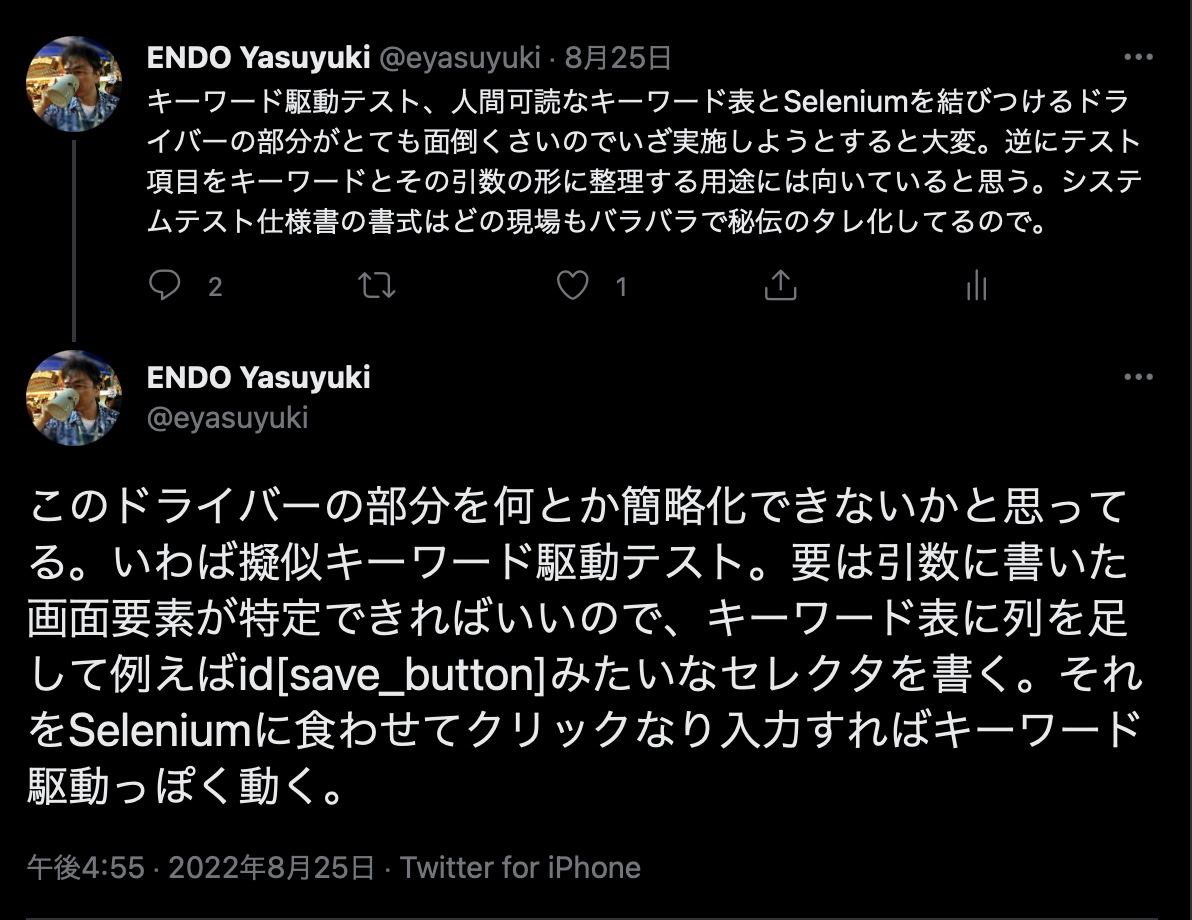 ENDO Yasuyuki @eyasuyuki · 8月25日
キーワード駆動テスト、人間可読なキーワード表とSeleniumを結びつけるドラ
イバーの部分がとても面倒くさいのでいざ実施しようとすると大変。逆にテスト
項目をキーワードとその引数の形に整理する用途には向いていると思う。システ
ムテスト仕様書の書式はどの現場もバラバラで秘伝のタレ化してるので。
2 1
ENDO Yasuyuki
@eyasuyuki
このドライバーの部分を何とか簡略化できないかと思って
る。いわば擬似キーワード駆動テスト。要は引数に書いた
画面要素が特定できればいいので、キーワード表に列を足
して例えばid[save_button]みたいなセレクタを書く。それ
をSeleniumに食わせてクリックなり入力すればキーワード
駆動っぽく動く。
午後4:55 · 2022年8月25日 · Twitter for iPhone